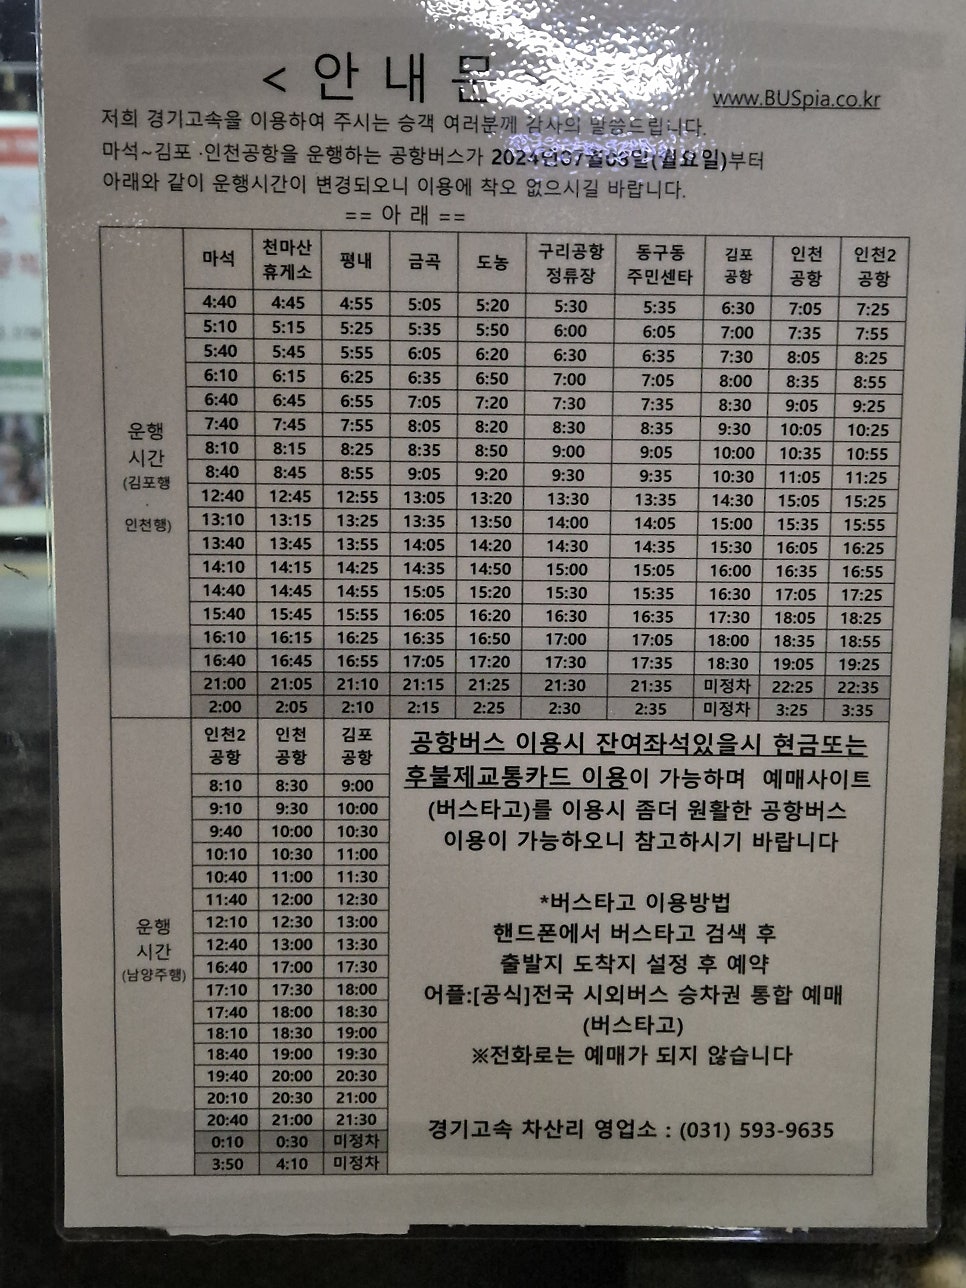 < 안 내 문 >
www.BUSpia.co.kr
저희 경기고속을 이용하여 주시는 승객 여러분께 감사의 말씀드립니다.
마석~김포 ·인천공항을 운행하는 공항버스가 2024년07월08일(월요일)부터
아래와 같이 운행시간이 변경되오니 이용에 착오 없으시길 바랍니다.
== 아 래 ==
마석 천마산 휴게소 평내 금곡 도농 구리공항 정류장 동구동 주민센타 김포 공항 인천 공항 인천2 공항
운행
시간
(김포행
·
인천행)
4:40 4:45 4:55 5:05 5:20 5:30 5:35 6:30 7:05 7:25
5:10 5:15 5:25 5:35 5:50 6:00 6:05 7:00 7:35 7:55
5:40 5:45 5:55 6:05 6:20 6:30 6:35 7:30 8:05 8:25
6:10 6:15 6:25 6:35 6:50 7:00 7:05 8:00 8:35 8:55
6:40 6:45 6:55 7:05 7:20 7:30 7:35 8:30 9:05 9:25
7:40 7:45 7:55 8:05 8:20 8:30 8:35 9:30 10:05 10:25
8:10 8:15 8:25 8:35 8:50 9:00 9:05 10:00 10:35 10:55
8:40 8:45 8:55 9:05 9:20 9:30 9:35 10:30 11:05 11:25
12:40 12:45 12:55 13:05 13:20 13:30 13:35 14:30 15:05 15:25
13:10 13:15 13:25 13:35 13:50 14:00 14:05 15:00 15:35 15:55
13:40 13:45 13:55 14:05 14:20 14:30 14:35 15:30 16:05 16:25
14:10 14:15 14:25 14:35 14:50 15:00 15:05 16:00 16:35 16:55
14:40 14:45 14:55 15:05 15:20 15:30 15:35 16:30 17:05 17:25
15:40 15:45 15:55 16:05 16:20 16:30 16:35 17:30 18:05 18:25
16:10 16:15 16:25 16:35 16:50 17:00 17:05 18:00 18:35 18:55
16:40 16:45 16:55 17:05 17:20 17:30 17:35 18:30 19:05 19:25
21:00 21:05 21:10 21:15 21:25 21:30 21:35 미정차 22:25 22:35
2:00 2:05 2:10 2:15 2:25 2:30 2:35 미정차 3:25 3:35
운행
시간
(남양주행)
인천2 공항 인천 공항 김포 공항
8:10 8:30 9:00
9:10 9:30 10:00
9:40 10:00 10:30
10:10 10:30 11:00
10:40 11:00 11:30
11:40 12:00 12:30
12:10 12:30 13:00
12:40 13:00 13:30
16:40 17:00 17:30
17:10 17:30 18:00
17:40 18:00 18:30
18:10 18:30 19:00
18:40 19:00 19:30
19:40 20:00 20:30
20:10 20:30 21:00
20:40 21:00 21:30
0:10 0:30 미정차
3:50 4:10 미정차
공항버스 이용시 잔여좌석있을시 현금또는
후불제교통카드 이용이 가능하며 예매사이트
(버스타고)를 이용시 좀더 원활한 공항버스
이용이 가능하오니 참고하시기 바랍니다
*버스타고 이용방법
핸드폰에서 버스타고 검색 후
출발지 도착지 설정 후 예약
어플:[공식]전국 시외버스 승차권 통합 예매
(버스타고)
※전화로는 예매가 되지 않습니다
경기고속 차산리 영업소 : (031) 593-9635